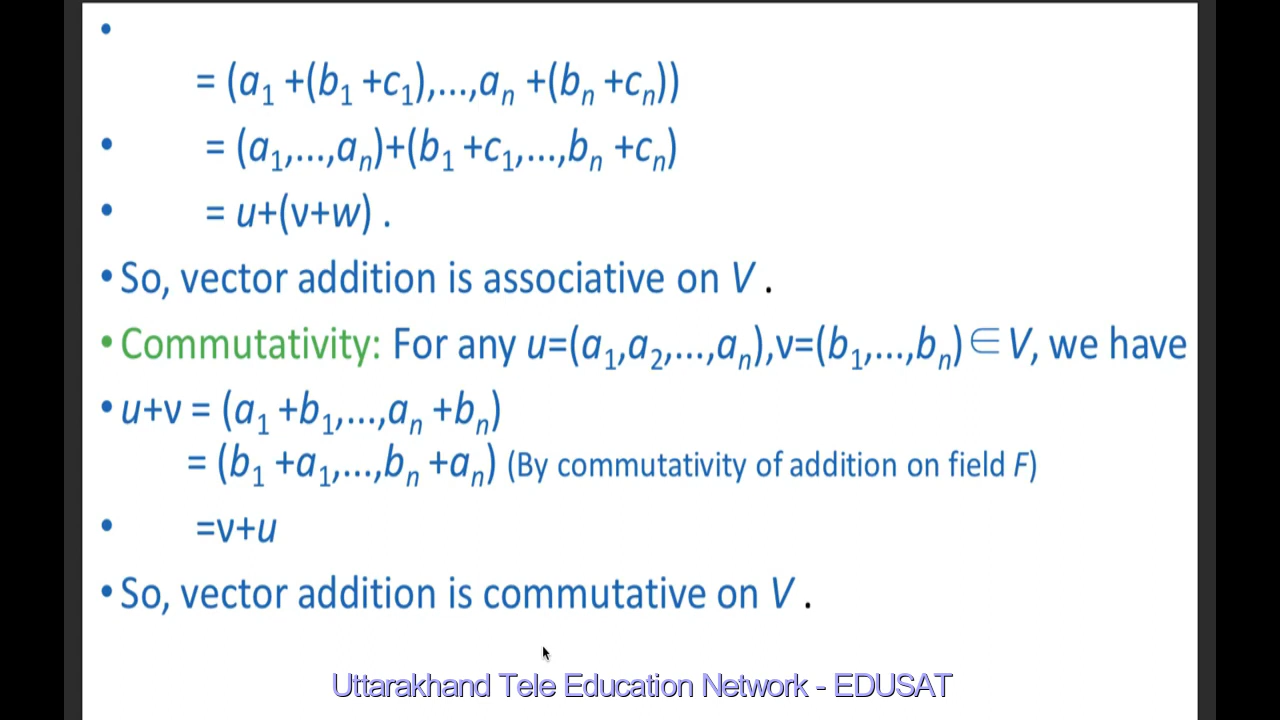 •
= (a₁ +(b₁ +c₁),...,aₙ +(bₙ +cₙ))
• = (a₁,...,aₙ)+(b₁ +c₁,...,bₙ +cₙ)
• = u+(v+w) .
• So, vector addition is associative on V .
• Commutativity: For any u=(a₁,a₂,...,aₙ),v=(b₁,...,bₙ)∈ V, we have
• u+v = (a₁ +b₁,...,aₙ +bₙ)
= (b₁ +a₁,...,bₙ +aₙ) (By commutativity of addition on field F)
• =v+u
• So, vector addition is commutative on V .
Uttarakhand Tele Education Network - EDUSAT